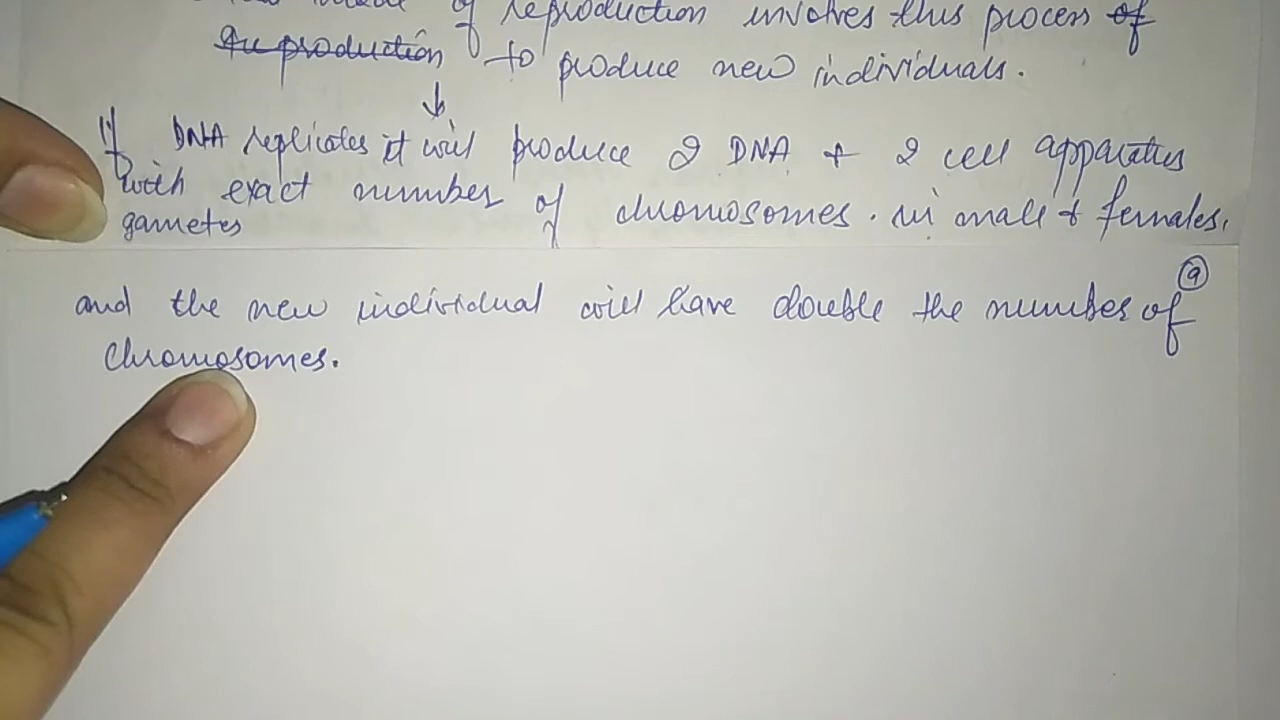 of reproduction involves this process of
Reproduction to produce new individuals.
↓
If DNA replicates it will produce 2 DNA + 2 cell apparatus
with exact number of chromosomes. in male & females.
gametes
9
and the new individual will have double the number of
Chromosomes.